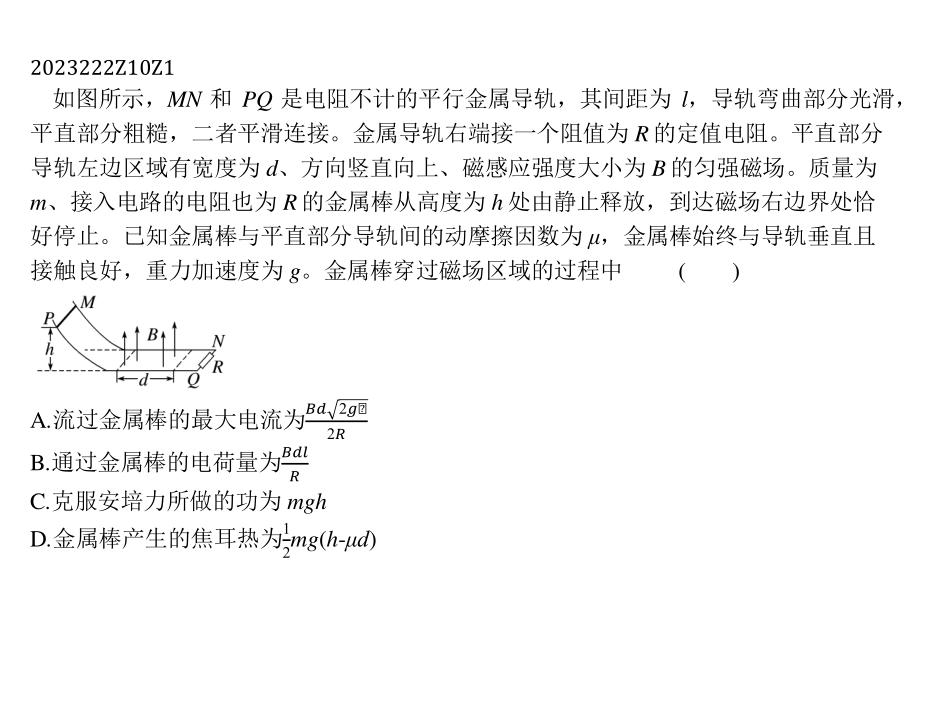 2023222Z10Z1
如图所示，MN 和 PQ 是电阻不计的平行金属导轨，其间距为 l，导轨弯曲部分光滑，
平直部分粗糙，二者平滑连接。金属导轨右端接一个阻值为 R 的定值电阻。平直部分
导轨左边区域有宽度为 d、方向竖直向上、磁感应强度大小为 B 的匀强磁场。质量为
m、接入电路的电阻也为 R 的金属棒从高度为 h 处由静止释放，到达磁场右边界处恰
好停止。已知金属棒与平直部分导轨间的动摩擦因数为 μ，金属棒始终与导轨垂直且
接触良好，重力加速度为 g。金属棒穿过磁场区域的过程中 ( )
M
P
B
N
h
R
d
Q
A.流过金属棒的最大电流为Bd√2g/2R
B.通过金属棒的电荷量为Bdl/R
C.克服安培力所做的功为 mgh
D.金属棒产生的焦耳热为1/2mg(h-μd)